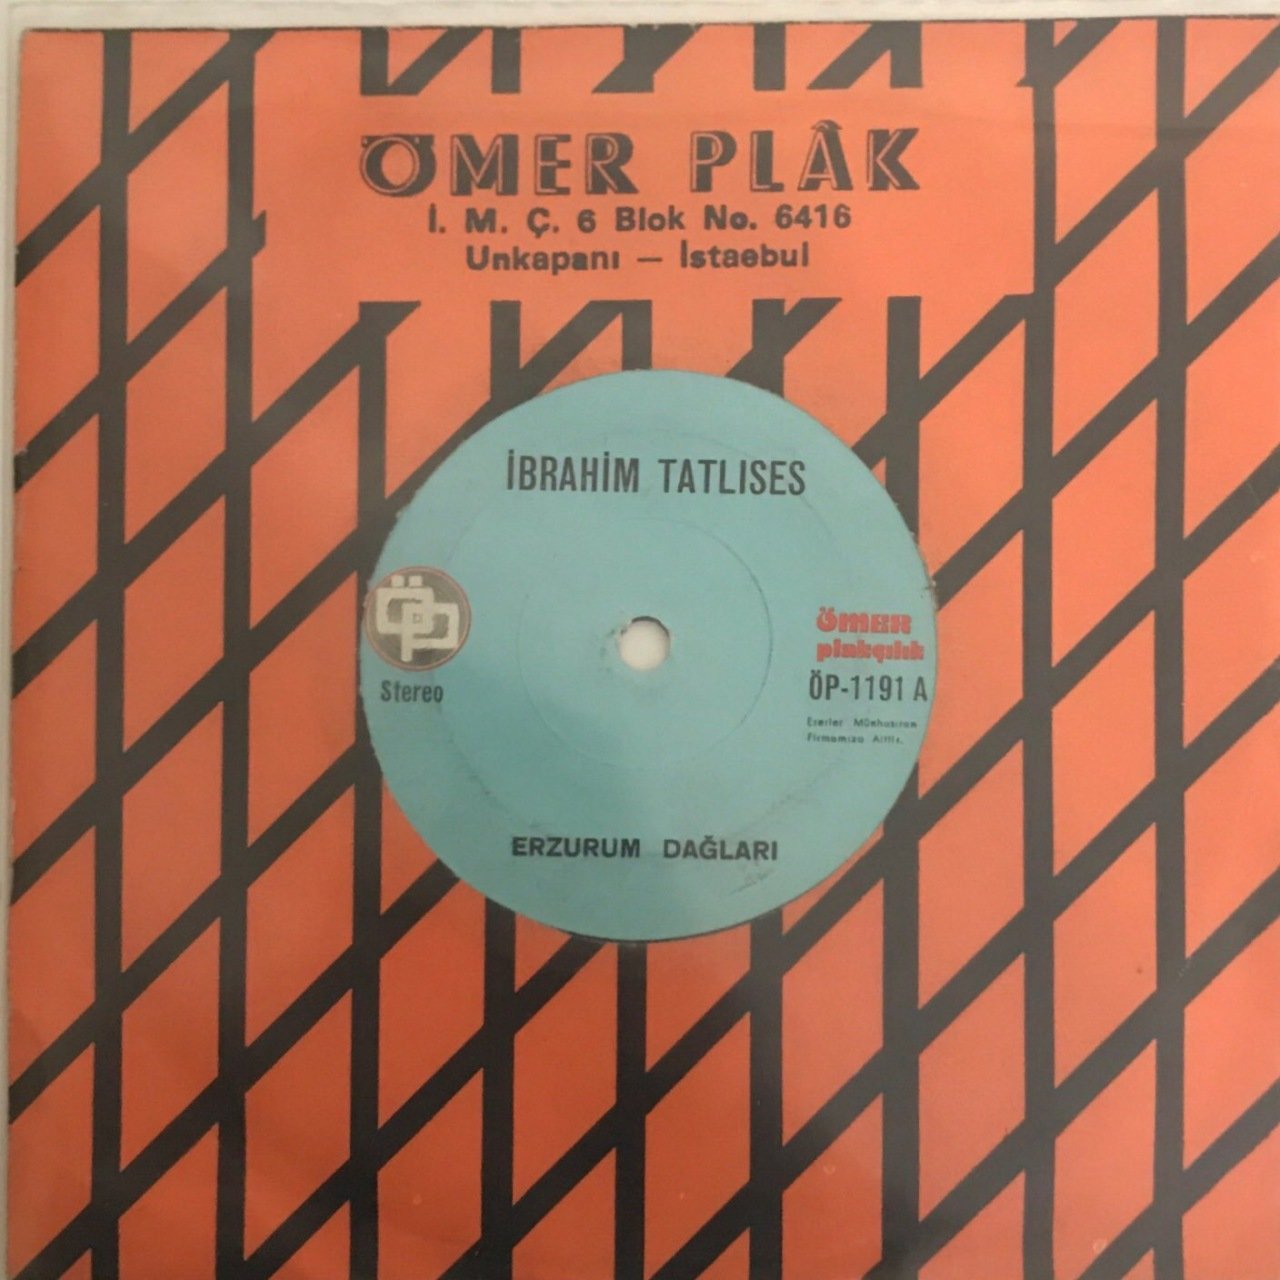 ÖMER PLÂK
İ. M. Ç. 6 Blok No. 6416
Unkapanı — İstaebul
İBRAHİM TATLISES
ÖP
Stereo
ÖMER
plakçılık
ÖP-1191 A
Eserler Münhasıran
Firmamıza Aittir.
ERZURUM DAĞLARI